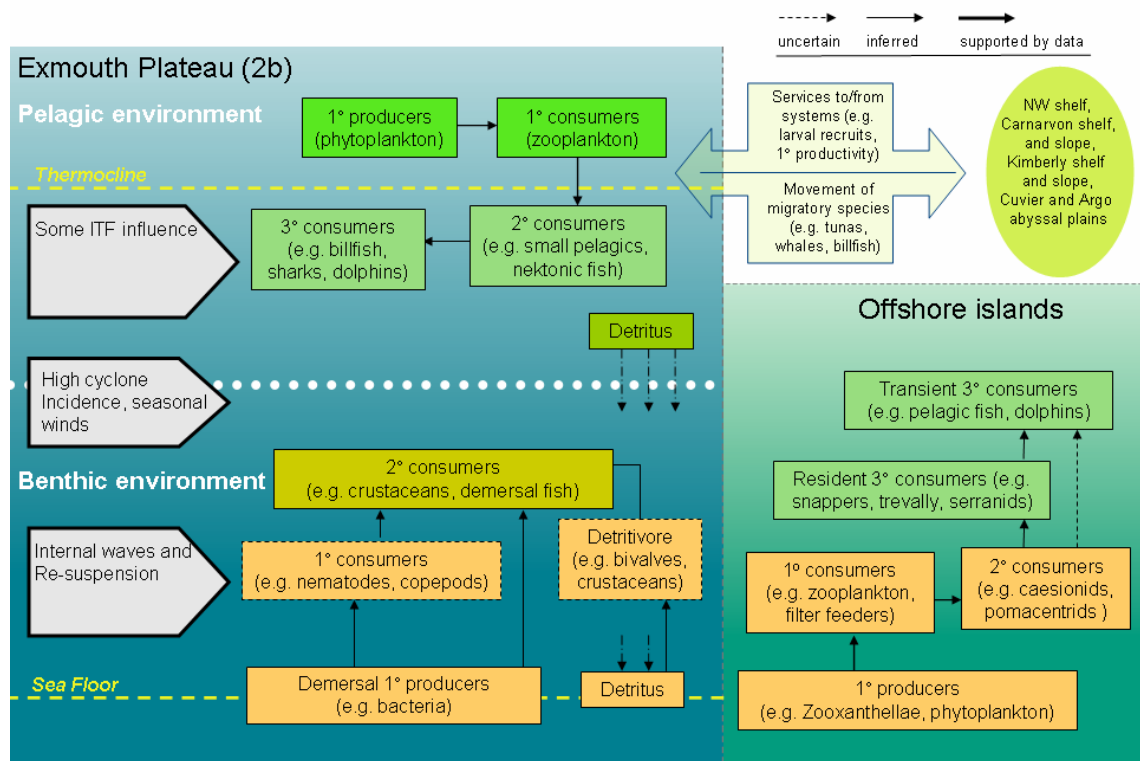 uncertain
inferred
supported by data
Exmouth Plateau (2b)
Pelagic environment
1° producers
(phytoplankton)
1° consumers
(zooplankton)
Thermocline
Some ITF influence
3° consumers
(e.g. billfish,
sharks, dolphins)
2° consumers
(e.g. small pelagics,
nektonic fish)
Detritus
High cyclone
Incidence, seasonal
winds
Benthic environment
2° consumers
(e.g. crustaceans, demersal fish)
Internal waves and
Re-suspension
1° consumers
(e.g. nematodes, copepods)
Detritivore
(e.g. bivalves,
crustaceans)
Sea Floor
Demersal 1° producers
(e.g. bacteria)
Detritus
Services to/from
systems (e.g.
larval recruits,
1° productivity)
Movement of
migratory species
(e.g. tunas,
whales, billfish)
NW shelf,
Carnarvon shelf,
and slope,
Kimberly shelf
and slope,
Cuvier and Argo
abyssal plains
Offshore islands
Transient 3° consumers
(e.g. pelagic fish, dolphins)
Resident 3° consumers (e.g.
snappers, trevally, serranids)
1º consumers
(e.g. zooplankton,
filter feeders)
2° consumers
(e.g. caesionids,
pomacentrids )
1° producers
(e.g. Zooxanthellae, phytoplankton)